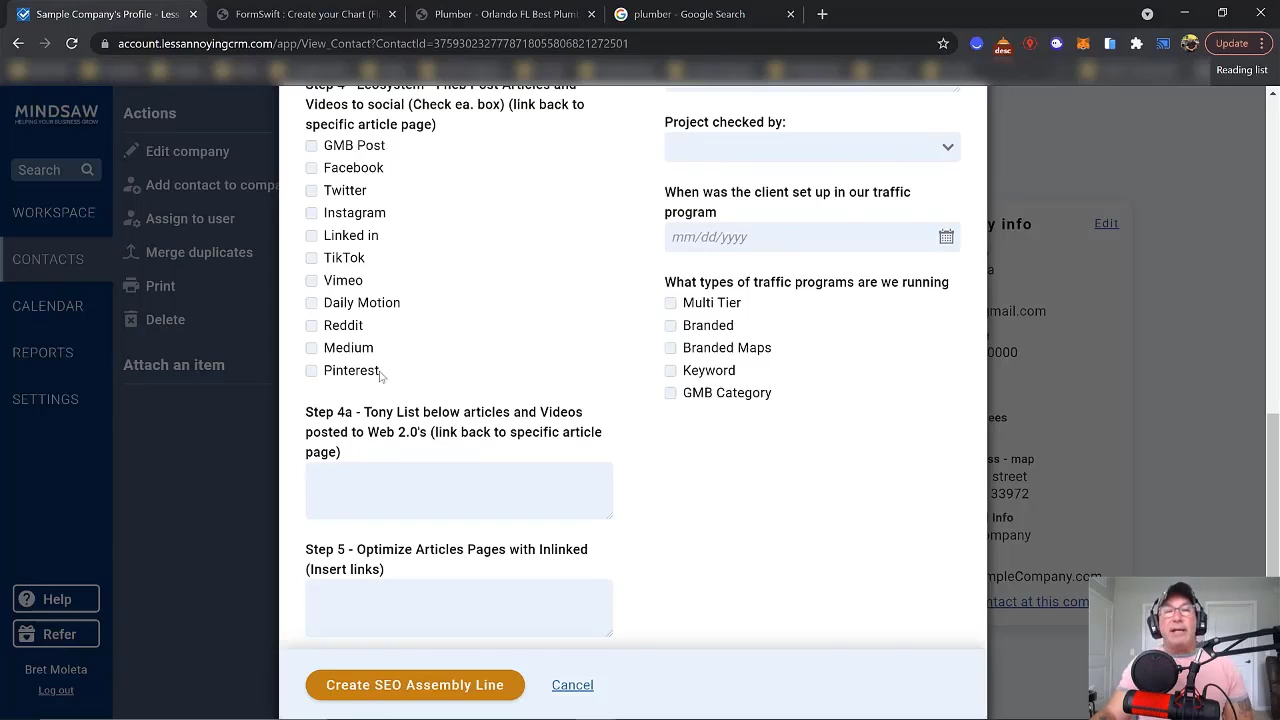 Sample Company's Profile - Less
FormSwift : Create your Chart (Fl
Plumber - Orlando FL Best Plumb
plumber - Google Search
account.lessannoyingcrm.com/app/View_Contact?ContactId=3759302327778718055806821272501
desc
Update
Reading list
MINDSAW
HELPING YOUR BUSINESS GROW
Search
WORKSPACE
CONTACTS
CALENDAR
REPORTS
SETTINGS
Help
Refer
Bret Moleta
Log out
Actions
Edit company
Add contact to compa
Assign to user
Merge duplicates
Print
Delete
Attach an item
Videos to social (Check ea. box) (link back to
specific article page)
GMB Post
Facebook
Twitter
Instagram
Linked in
TikTok
Vimeo
Daily Motion
Reddit
Medium
Pinterest
Step 4a - Tony List below articles and Videos
posted to Web 2.0's (link back to specific article
page)
Step 5 - Optimize Articles Pages with Inlinked
(Insert links)
Project checked by:
When was the client set up in our traffic
program
mm/dd/yyyy
What types of traffic programs are we running
Multi Tier
Branded
Branded Maps
Keyword
GMB Category
Create SEO Assembly Line
Cancel
y info
Edit
a
gmail.com
0000
ees
ss - map
street
33972
info
ompany
mpleCompany.com
ntact at this com